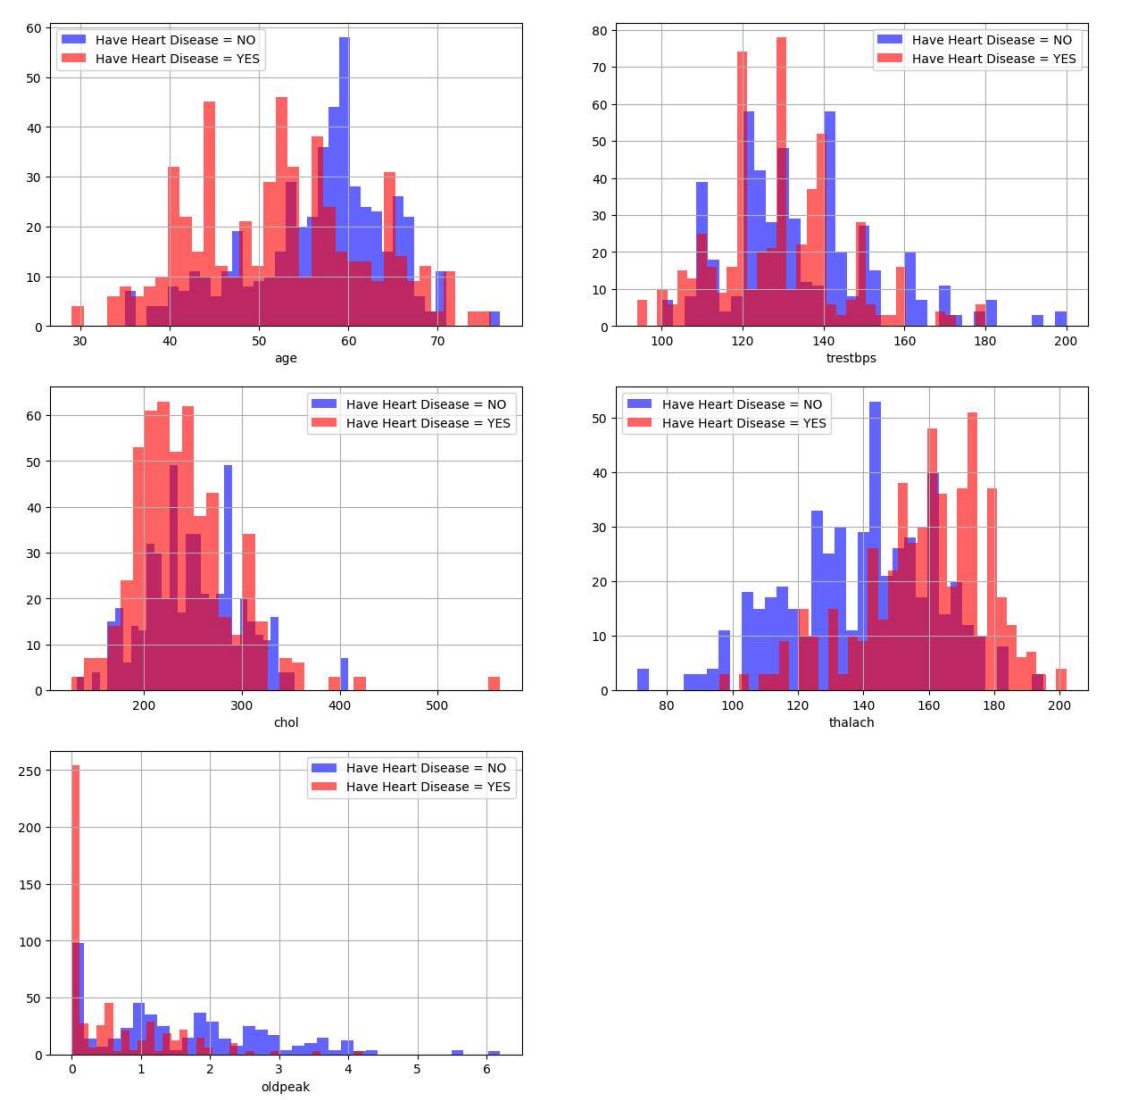 60
50
40
30
20
10
0
Have Heart Disease = NO
Have Heart Disease = YES
30 40 50 60 70
age
80
70
60
50
40
30
20
10
0
Have Heart Disease = NO
Have Heart Disease = YES
100 120 140 160 180 200
trestbps
60
50
40
30
20
10
0
Have Heart Disease = NO
Have Heart Disease = YES
200 300 400 500
chol
50
40
30
20
10
0
Have Heart Disease = NO
Have Heart Disease = YES
80 100 120 140 160 180 200
thalach
250
200
150
100
50
0
Have Heart Disease = NO
Have Heart Disease = YES
0 1 2 3 4 5 6
oldpeak